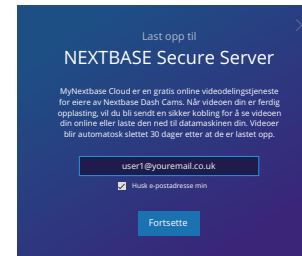 Last opp til
NEXTBASE Secure Server
MyNextbase Cloud er en gratis online videodelingstjeneste
for eiere av Nextbase Dash Cams. Når videoen din er ferdig
opplasting, vil du bli sendt en sikker kobling for å se videoen
din online eller laste den ned til datamaskinen din. Videoer
blir automatosk slettet 30 dager etter at de er lastet opp.
user1@youremail.co.uk
Husk e-postadresse min
Fortsette